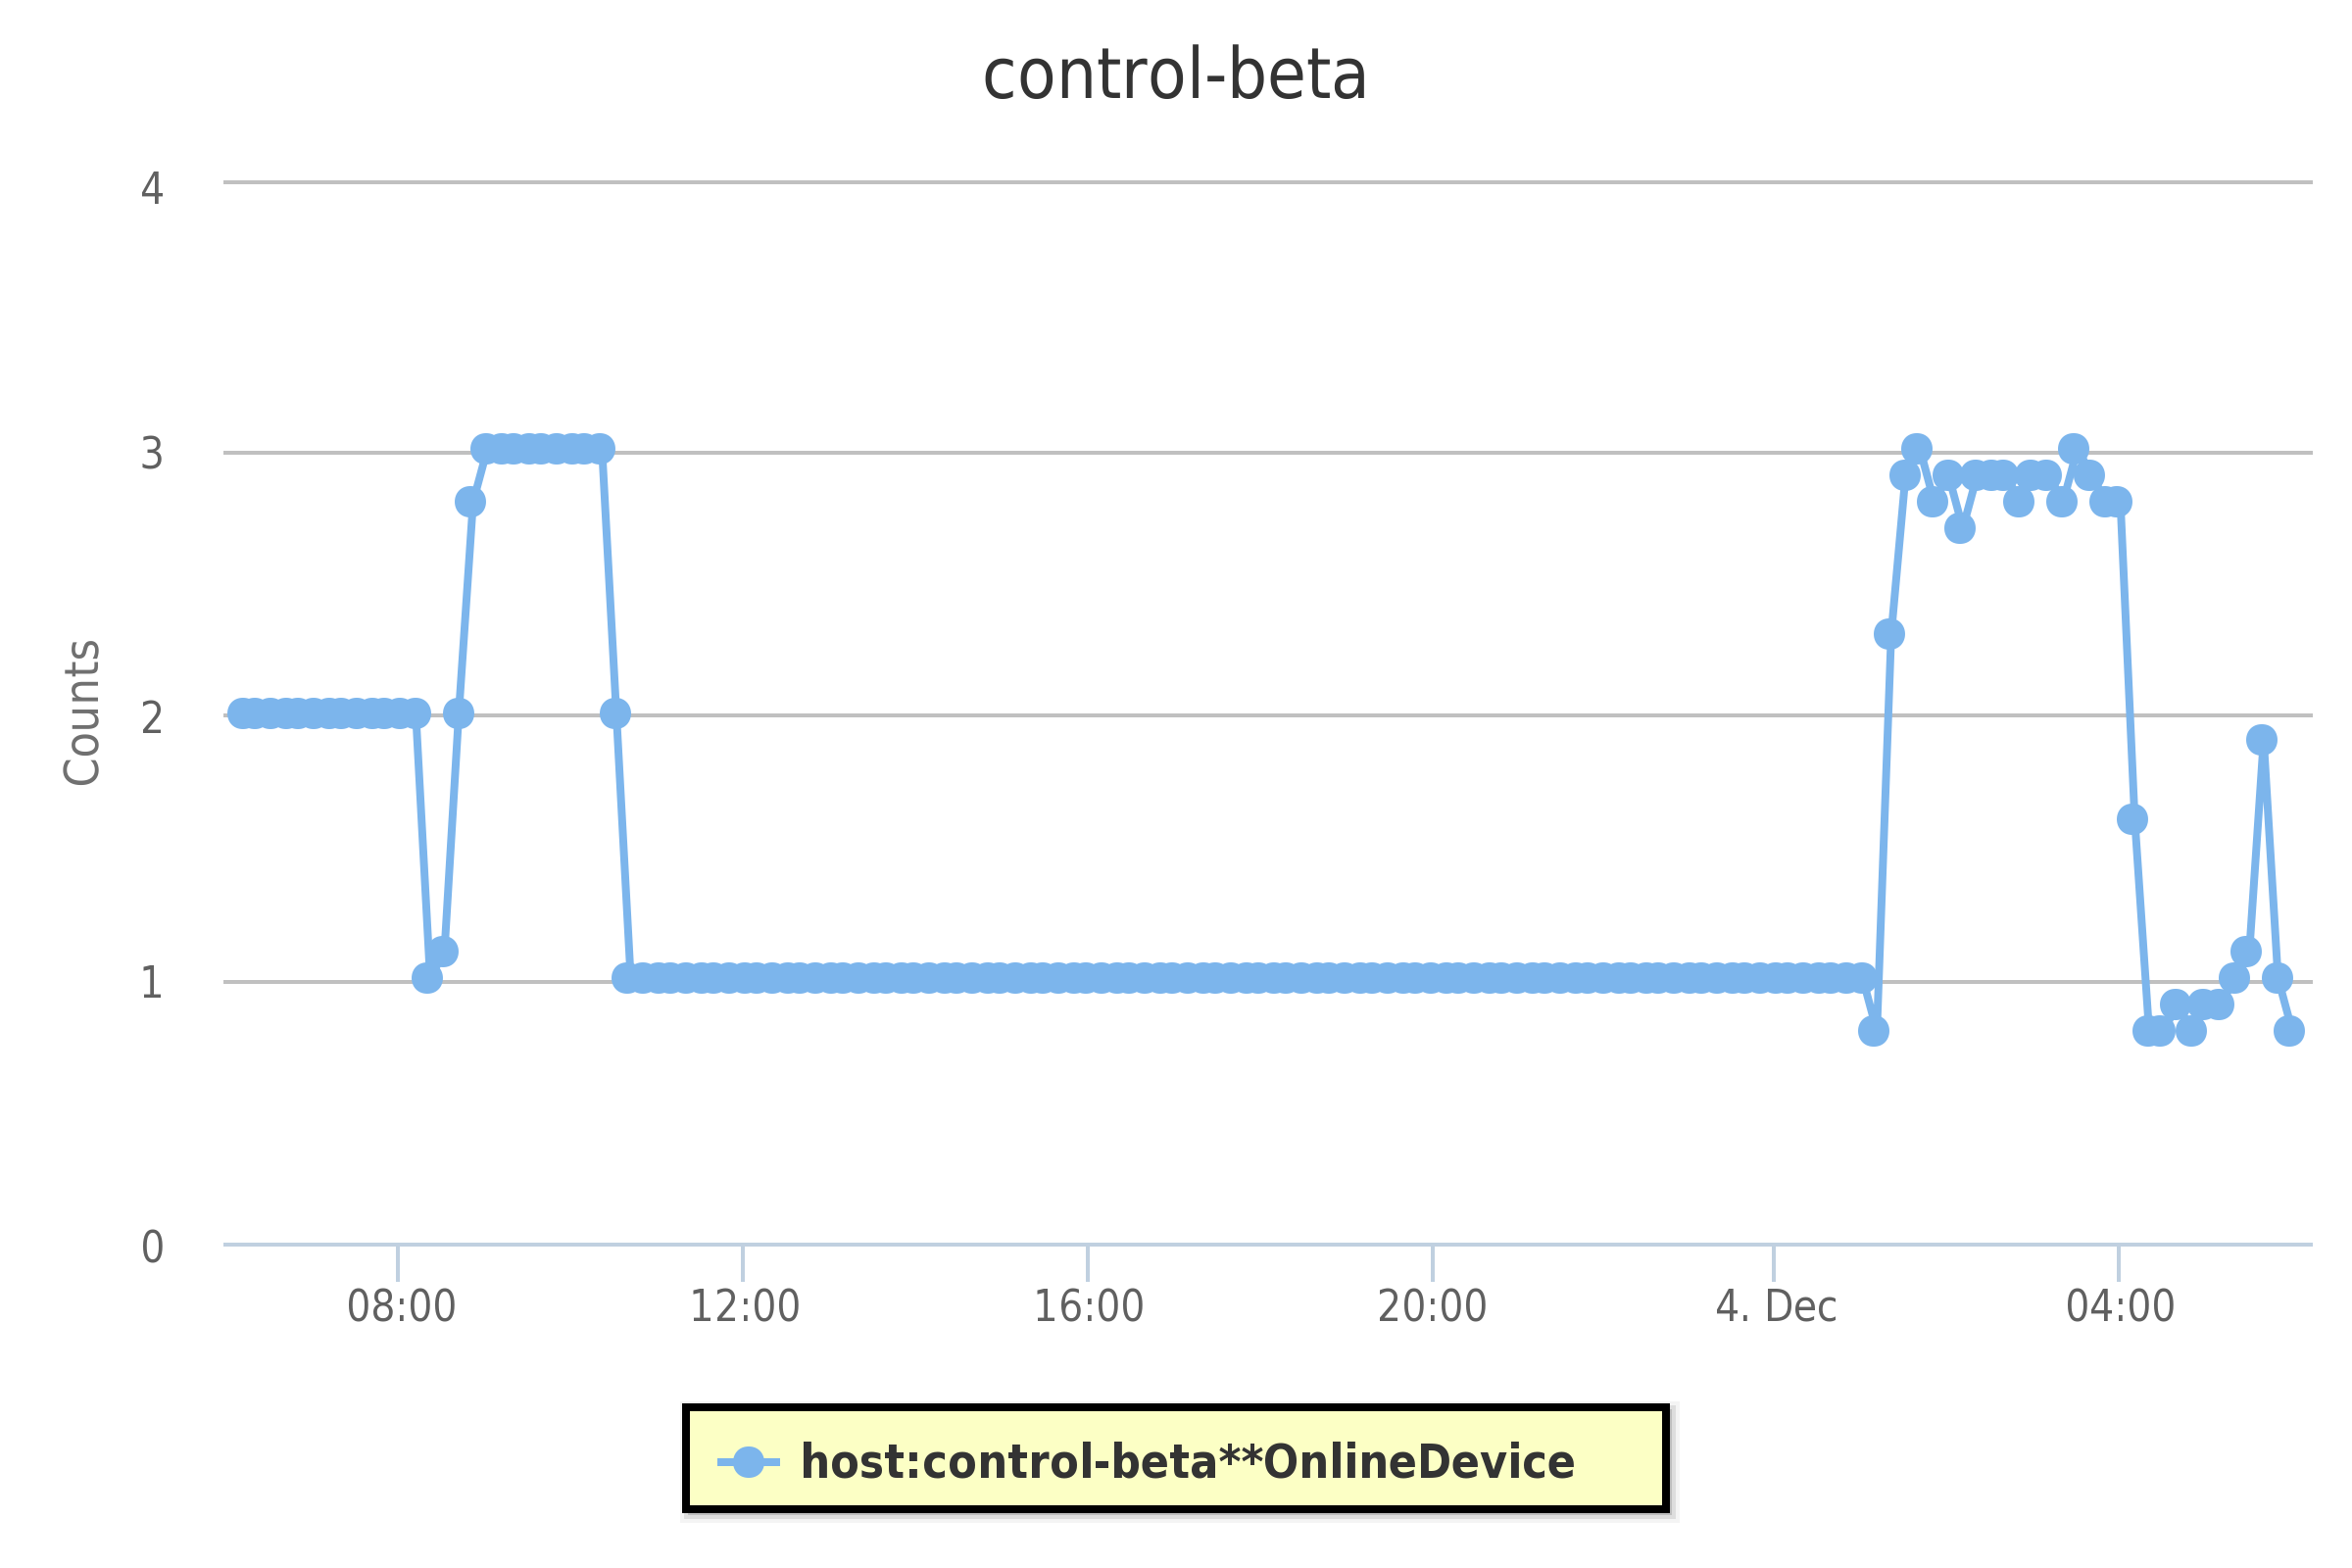 control-beta
4
3
2
1
0
Counts
08:00 12:00 16:00 20:00 4. Dec 04:00
host:control-beta**OnlineDevice